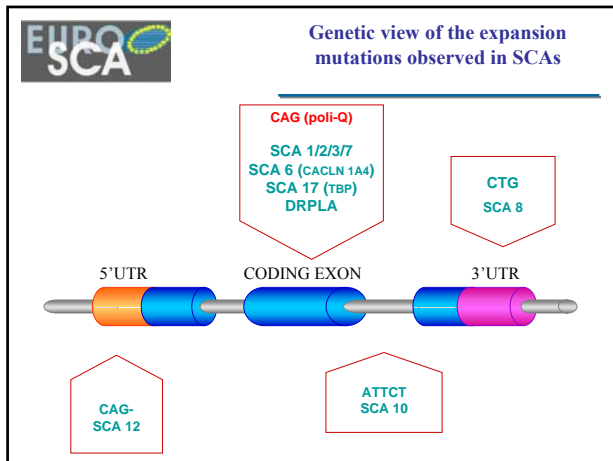 EURO
SCA
Genetic view of the expansion
mutations observed in SCAs
CAG (poli-Q)
SCA 1/2/3/7
SCA 6 (CACLN 1A4)
SCA 17 (TBP)
DRPLA
CTG
SCA 8
5'UTR
CODING EXON
3'UTR
CAG-
SCA 12
ATTCT
SCA 10